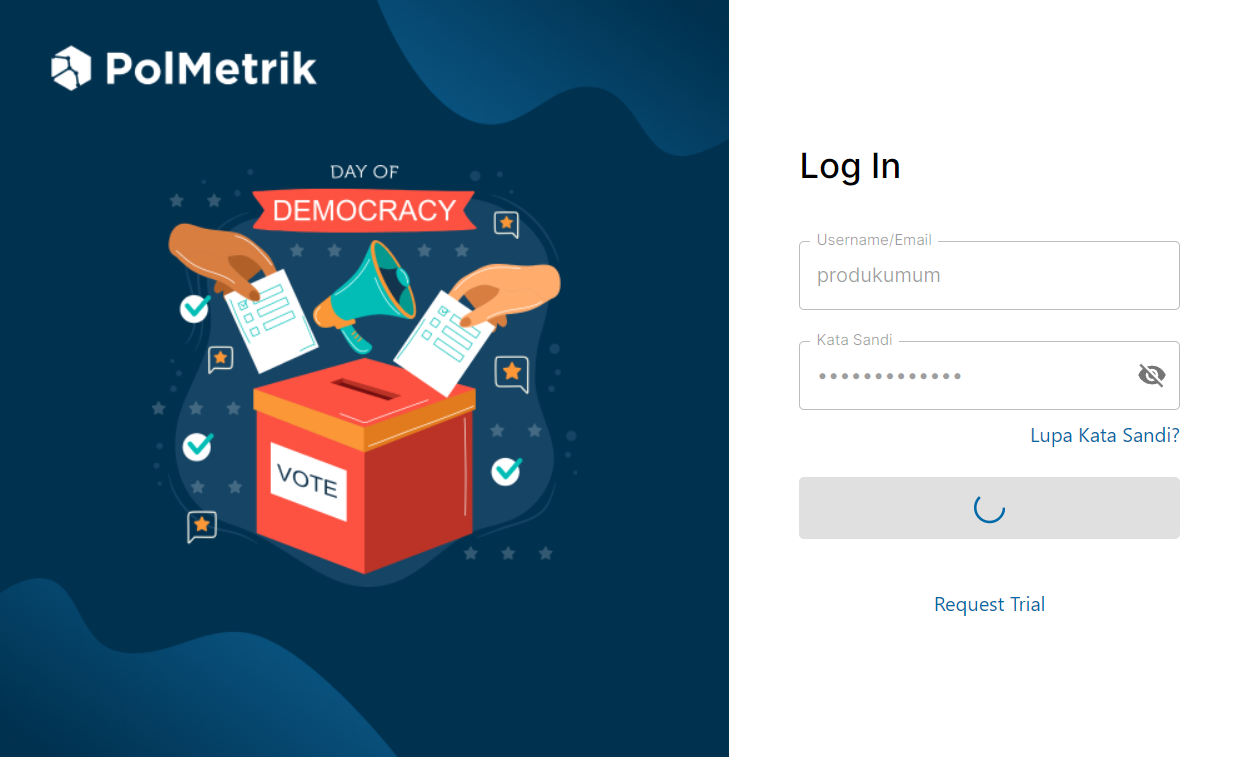 PolMetrik
DAY OF
DEMOCRACY
VOTE
Log In
Username/Email
produkumum
Kata Sandi
•••••••••••••
Lupa Kata Sandi?
Request Trial